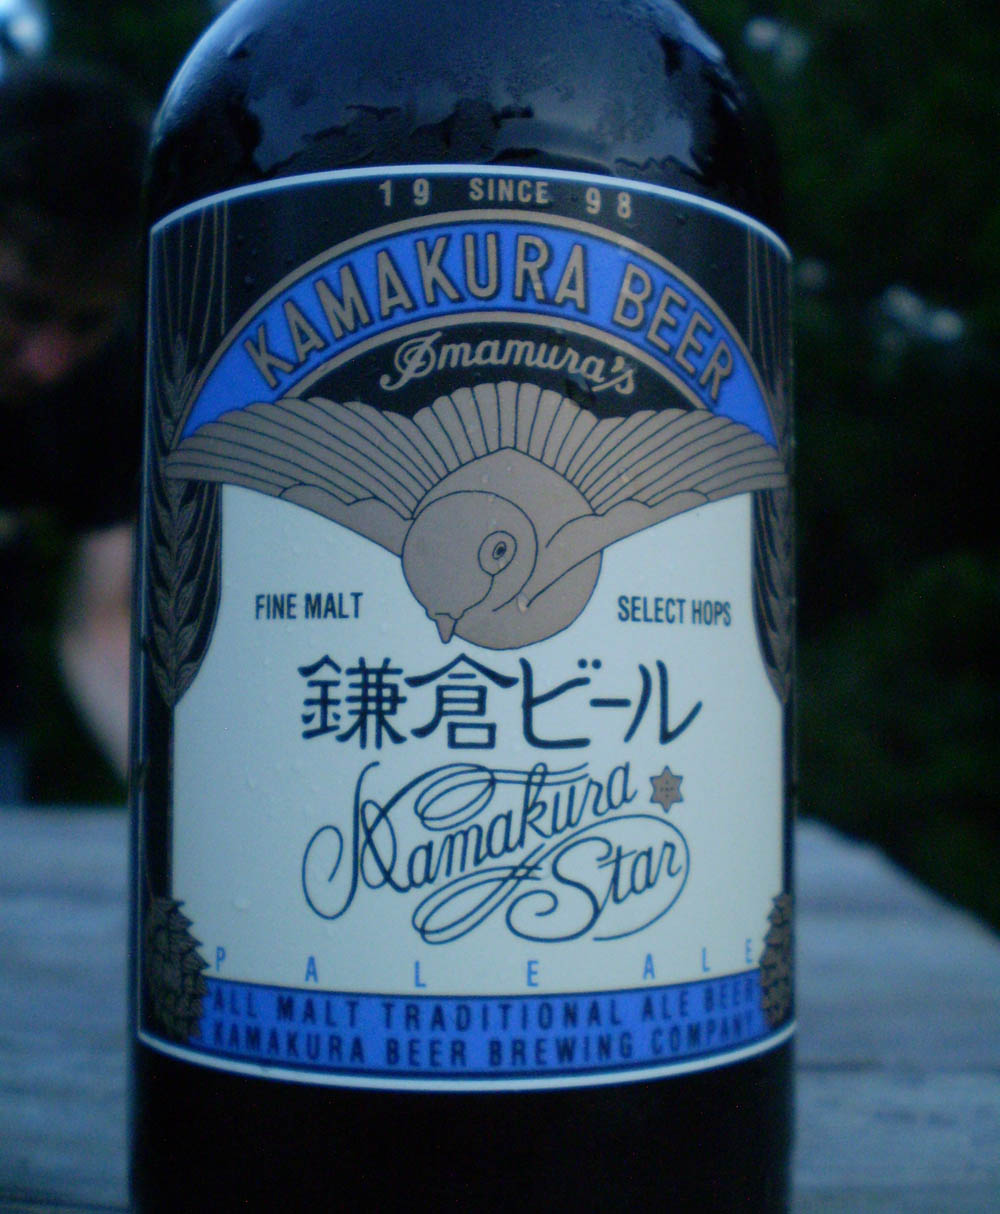 19 SINCE 98
KAMAKURA BEER
Imamura's
FINE MALT
SELECT HOPS
鎌倉ビール
Kamakura
Star
PALE ALE
ALL MALT TRADITIONAL ALE BEER
KAMAKURA BEER BREWING COMPANY